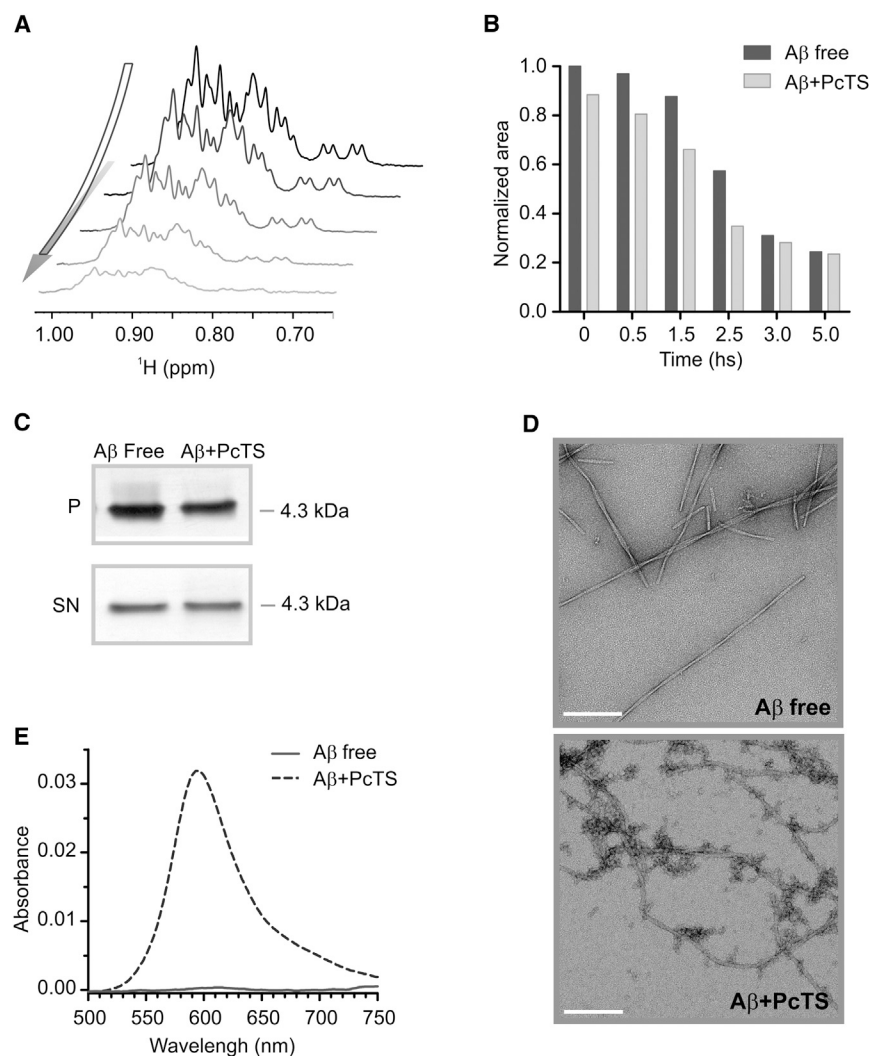 A
1.00 0.90 0.80 0.70
¹H (ppm)
B
Aβ free
Aβ+PcTS
Normalized area
1.0
0.8
0.6
0.4
0.2
0.0
0 0.5 1.5 2.5 3.0 5.0
Time (hs)
C
Aβ Free Aβ+PcTS
P 4.3 kDa
SN 4.3 kDa
D
Aβ free
Aβ+PcTS
E
Aβ free
Aβ+PcTS
Absorbance
0.03
0.02
0.01
0.00
500 550 600 650 700 750
Wavelengh (nm)